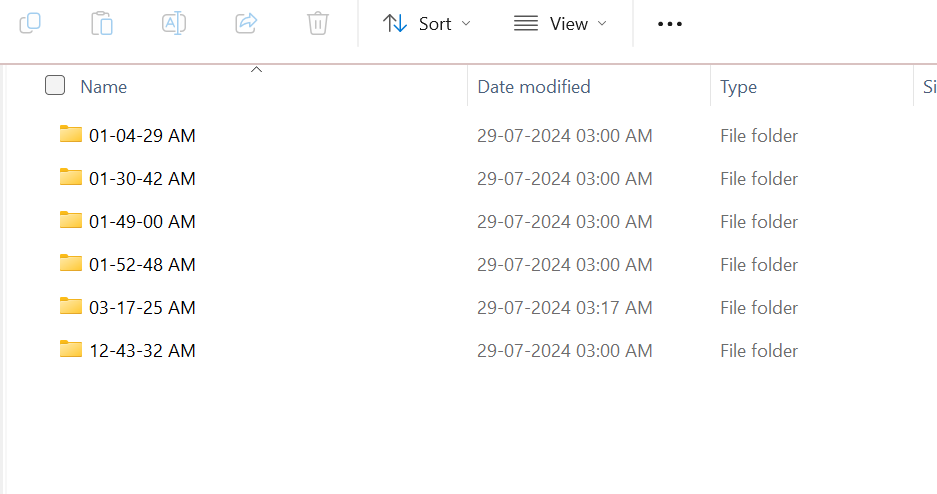 Sort View
Name Date modified Type Si
01-04-29 AM 29-07-2024 03:00 AM File folder
01-30-42 AM 29-07-2024 03:00 AM File folder
01-49-00 AM 29-07-2024 03:00 AM File folder
01-52-48 AM 29-07-2024 03:00 AM File folder
03-17-25 AM 29-07-2024 03:17 AM File folder
12-43-32 AM 29-07-2024 03:00 AM File folder